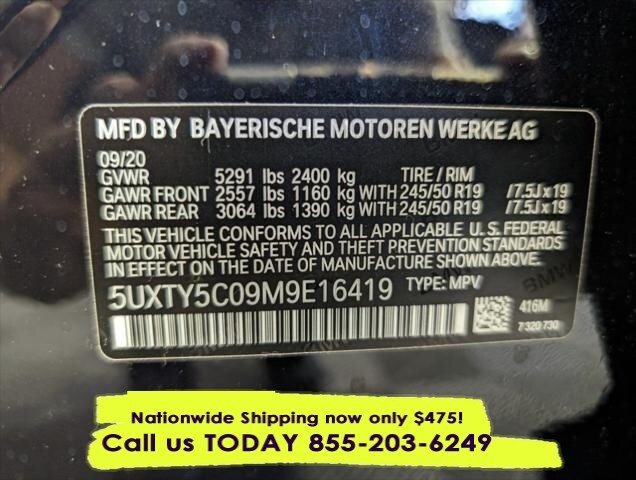 MFD BY BAYERISCHE MOTOREN WERKE AG
09/20
GVWR 5291 lbs 2400 kg TIRE / RIM
GAWR FRONT 2557 lbs 1160 kg WITH 245/50 R19 /7.5Jx19
GAWR REAR 3064 lbs 1390 kg WITH 245/50 R19 /7.5Jx19
THIS VEHICLE CONFORMS TO ALL APPLICABLE U.S. FEDERAL
MOTOR VEHICLE SAFETY AND THEFT PREVENTION STANDARDS
IN EFFECT ON THE DATE OF MANUFACTURE SHOWN ABOVE.
5UXTY5C09M9E16419 TYPE: MPV
416M
7 320 730
Nationwide Shipping now only $475!
Call us TODAY 855-203-6249